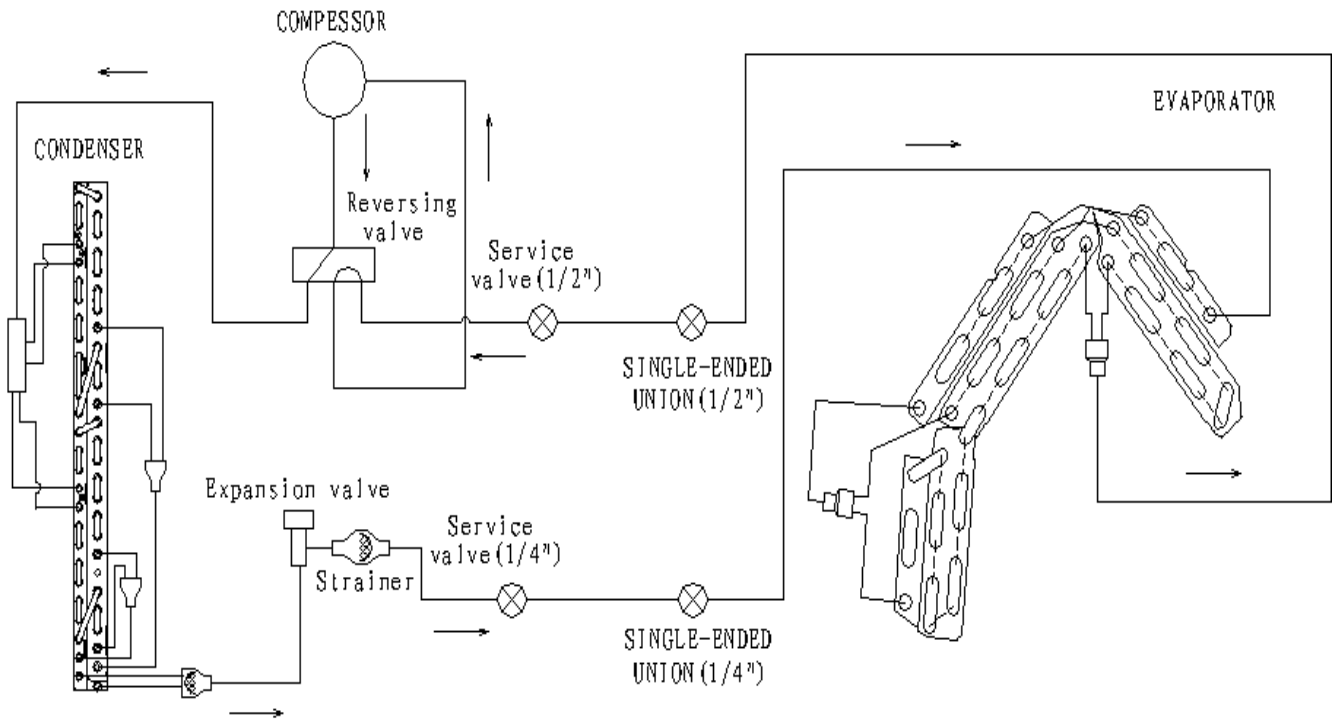 COMPESSOR
EVAPORATOR
CONDENSER
Reversing
valve
Service
valve(1/2")
SINGLE-ENDED
UNION(1/2")
Expansion valve
Service
valve(1/4")
Strainer
SINGLE-ENDED
UNION(1/4")